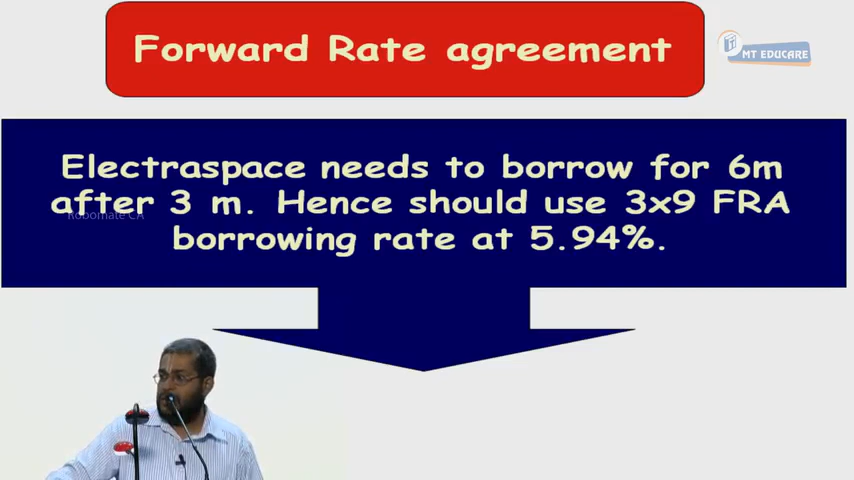 Forward Rate agreement
MT EDUCARE
Electraspace needs to borrow for 6m
after 3 m. Hence should use 3x9 FRA
Robomate CA
borrowing rate at 5.94%.